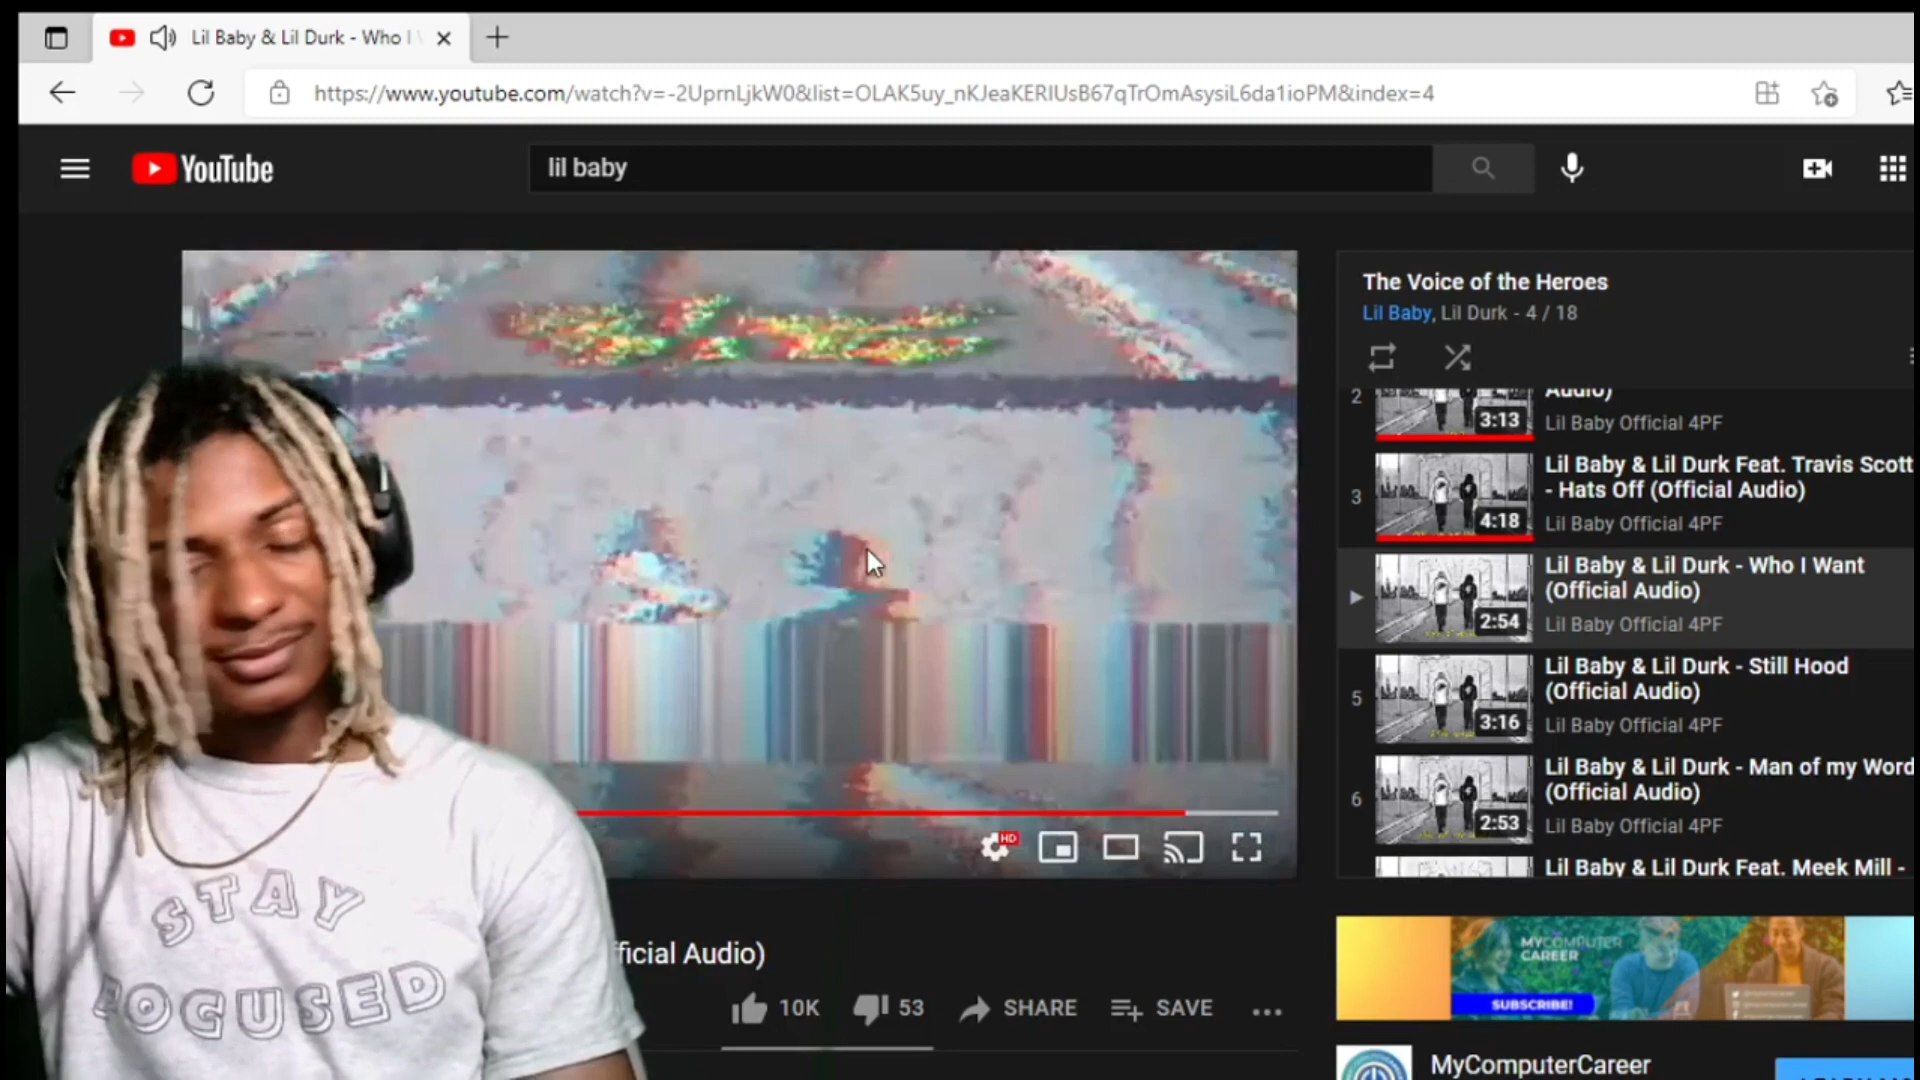 Lil Baby & Lil Durk - Who I
https://www.youtube.com/watch?v=-2UprnLjkW0&list=OLAK5uy_nKJeaKERIUsB67qTrOmAsysiL6da1ioPM&index=4
YouTube
lil baby
The Voice of the Heroes
Lil Baby, Lil Durk - 4 / 18
2
Audio)
3:13
Lil Baby Official 4PF
3
Lil Baby & Lil Durk Feat. Travis Scott
- Hats Off (Official Audio)
4:18
Lil Baby Official 4PF
Lil Baby & Lil Durk - Who I Want
(Official Audio)
2:54
Lil Baby Official 4PF
5
Lil Baby & Lil Durk - Still Hood
(Official Audio)
3:16
Lil Baby Official 4PF
6
Lil Baby & Lil Durk - Man of my Word
(Official Audio)
2:53
Lil Baby Official 4PF
Lil Baby & Lil Durk Feat. Meek Mill -
HD
STAY
FOCUSED
fficial Audio)
10K
53
SHARE
SAVE
MYCOMPUTER
CAREER
SUBSCRIBE!
MyComputerCareer